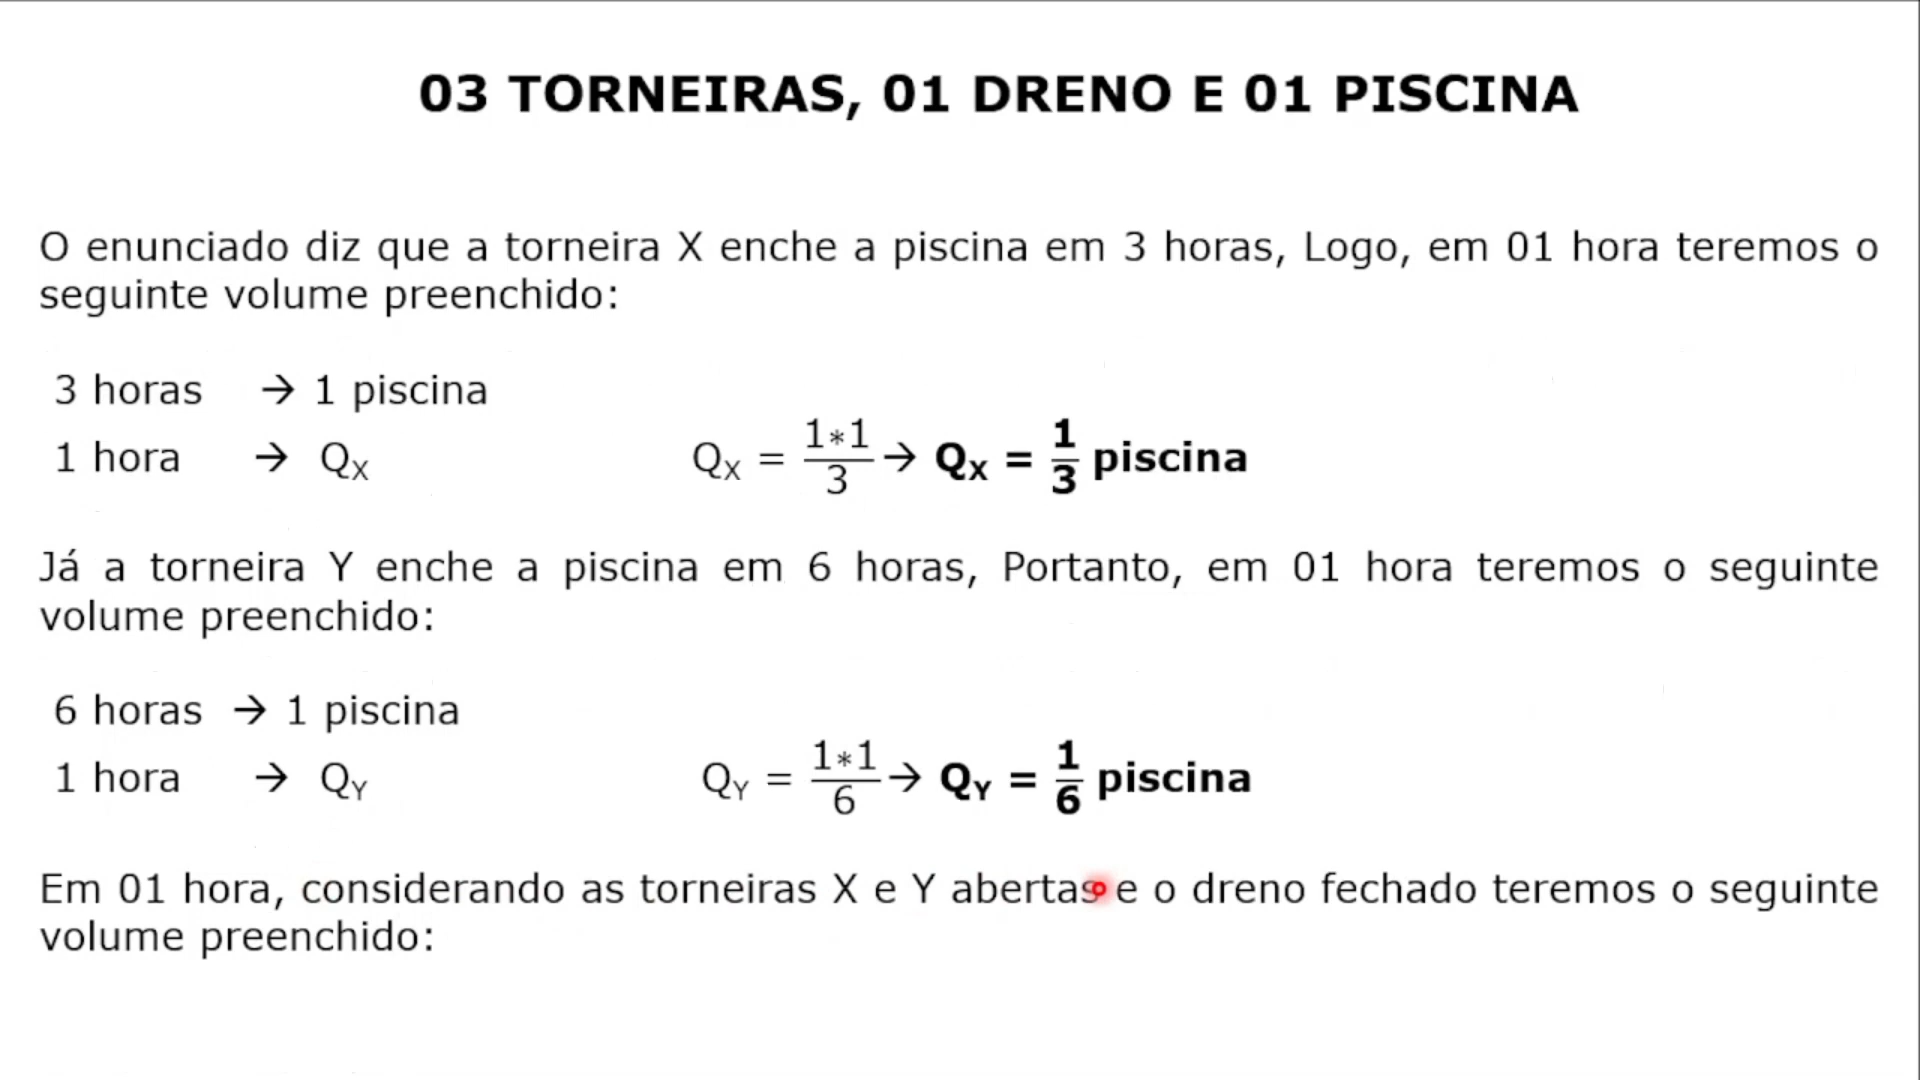 03 TORNEIRAS, 01 DRENO E 01 PISCINA
O enunciado diz que a torneira X enche a piscina em 3 horas, Logo, em 01 hora teremos o
seguinte volume preenchido:
3 horas → 1 piscina
1 hora → Qₓ Qₓ = 1*1/3 → Qₓ = 1/3 piscina
Já a torneira Y enche a piscina em 6 horas, Portanto, em 01 hora teremos o seguinte
volume preenchido:
6 horas → 1 piscina
1 hora → Q_Y Q_Y = 1*1/6 → Q_Y = 1/6 piscina
Em 01 hora, considerando as torneiras X e Y abertas e o dreno fechado teremos o seguinte
volume preenchido: